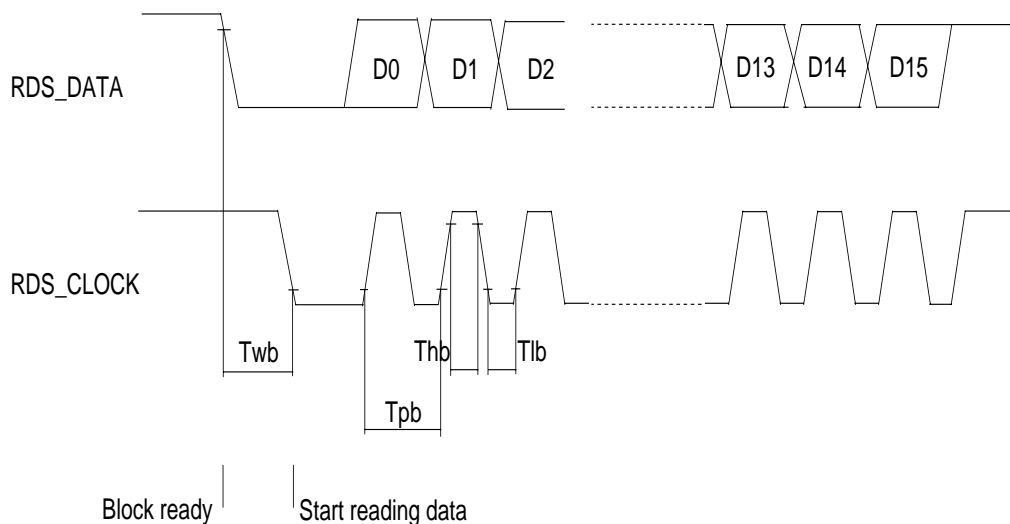 RDS_DATA
D0 D1 D2 D13 D14 D15
RDS_CLOCK
Twb Thb Tlb
Tpb
Block ready Start reading data